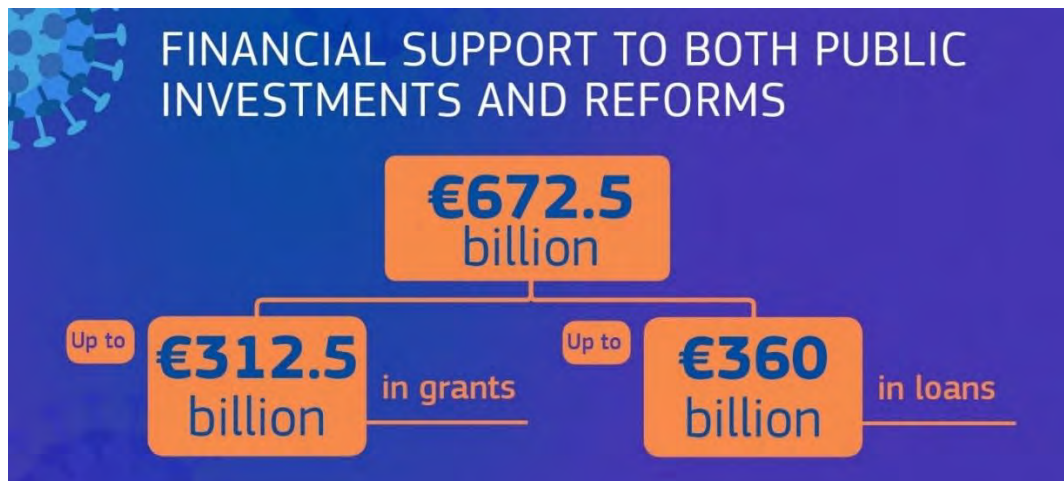 FINANCIAL SUPPORT TO BOTH PUBLIC
INVESTMENTS AND REFORMS
€672.5
billion
Up to
€312.5
billion
in grants
Up to
€360
billion
in loans